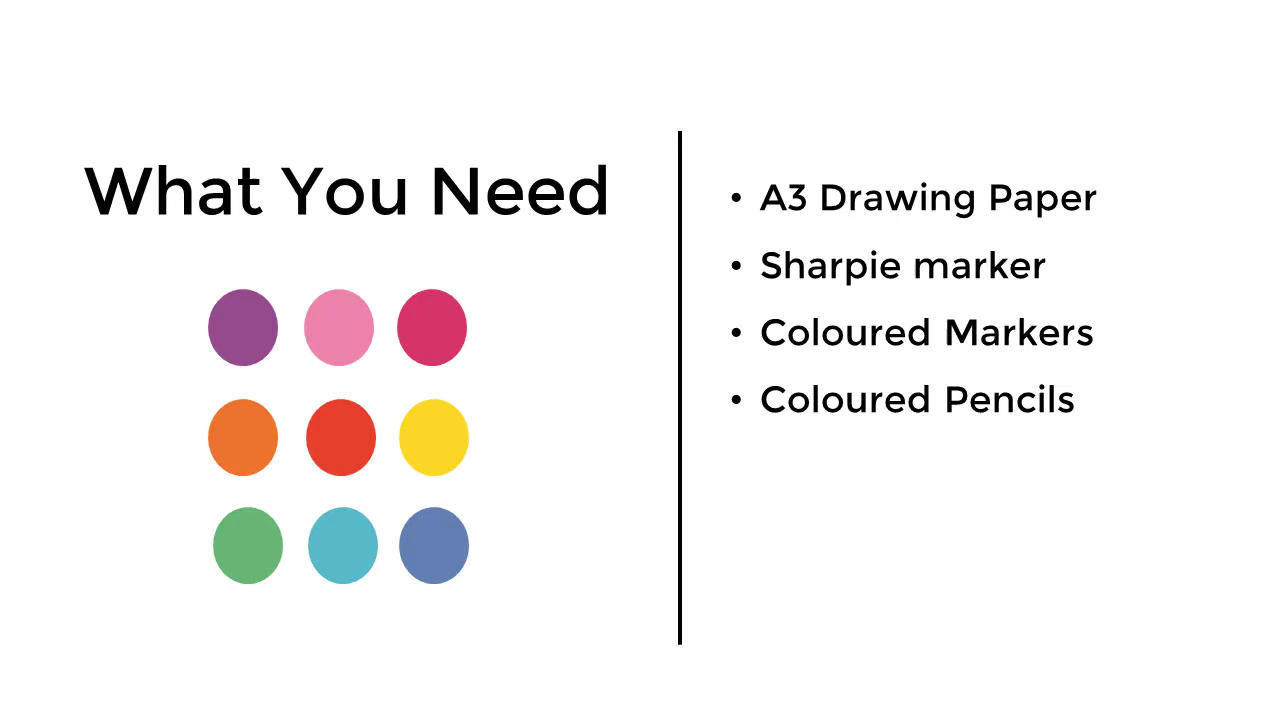 What You Need
• A3 Drawing Paper
• Sharpie marker
• Coloured Markers
• Coloured Pencils